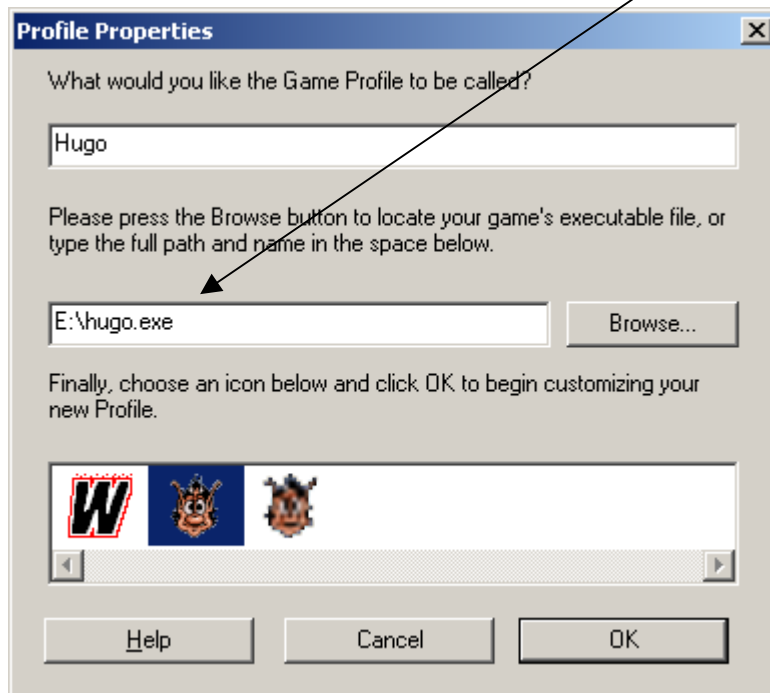 Profile Properties
What would you like the Game Profile to be called?
Hugo
Please press the Browse button to locate your game's executable file, or
type the full path and name in the space below.
E:\hugo.exe
Browse...
Finally, choose an icon below and click OK to begin customizing your
new Profile.
W
Help
Cancel
OK